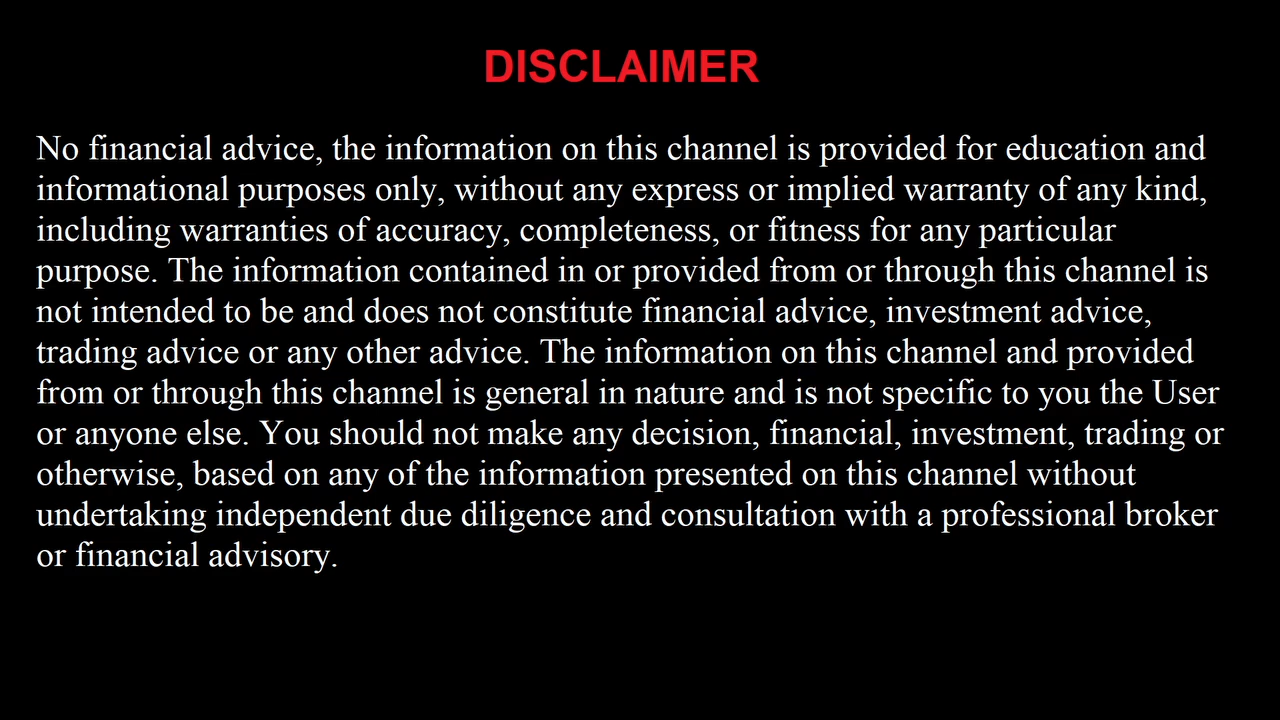 DISCLAIMER
No financial advice, the information on this channel is provided for education and
informational purposes only, without any express or implied warranty of any kind,
including warranties of accuracy, completeness, or fitness for any particular
purpose. The information contained in or provided from or through this channel is
not intended to be and does not constitute financial advice, investment advice,
trading advice or any other advice. The information on this channel and provided
from or through this channel is general in nature and is not specific to you the User
or anyone else. You should not make any decision, financial, investment, trading or
otherwise, based on any of the information presented on this channel without
undertaking independent due diligence and consultation with a professional broker
or financial advisory.